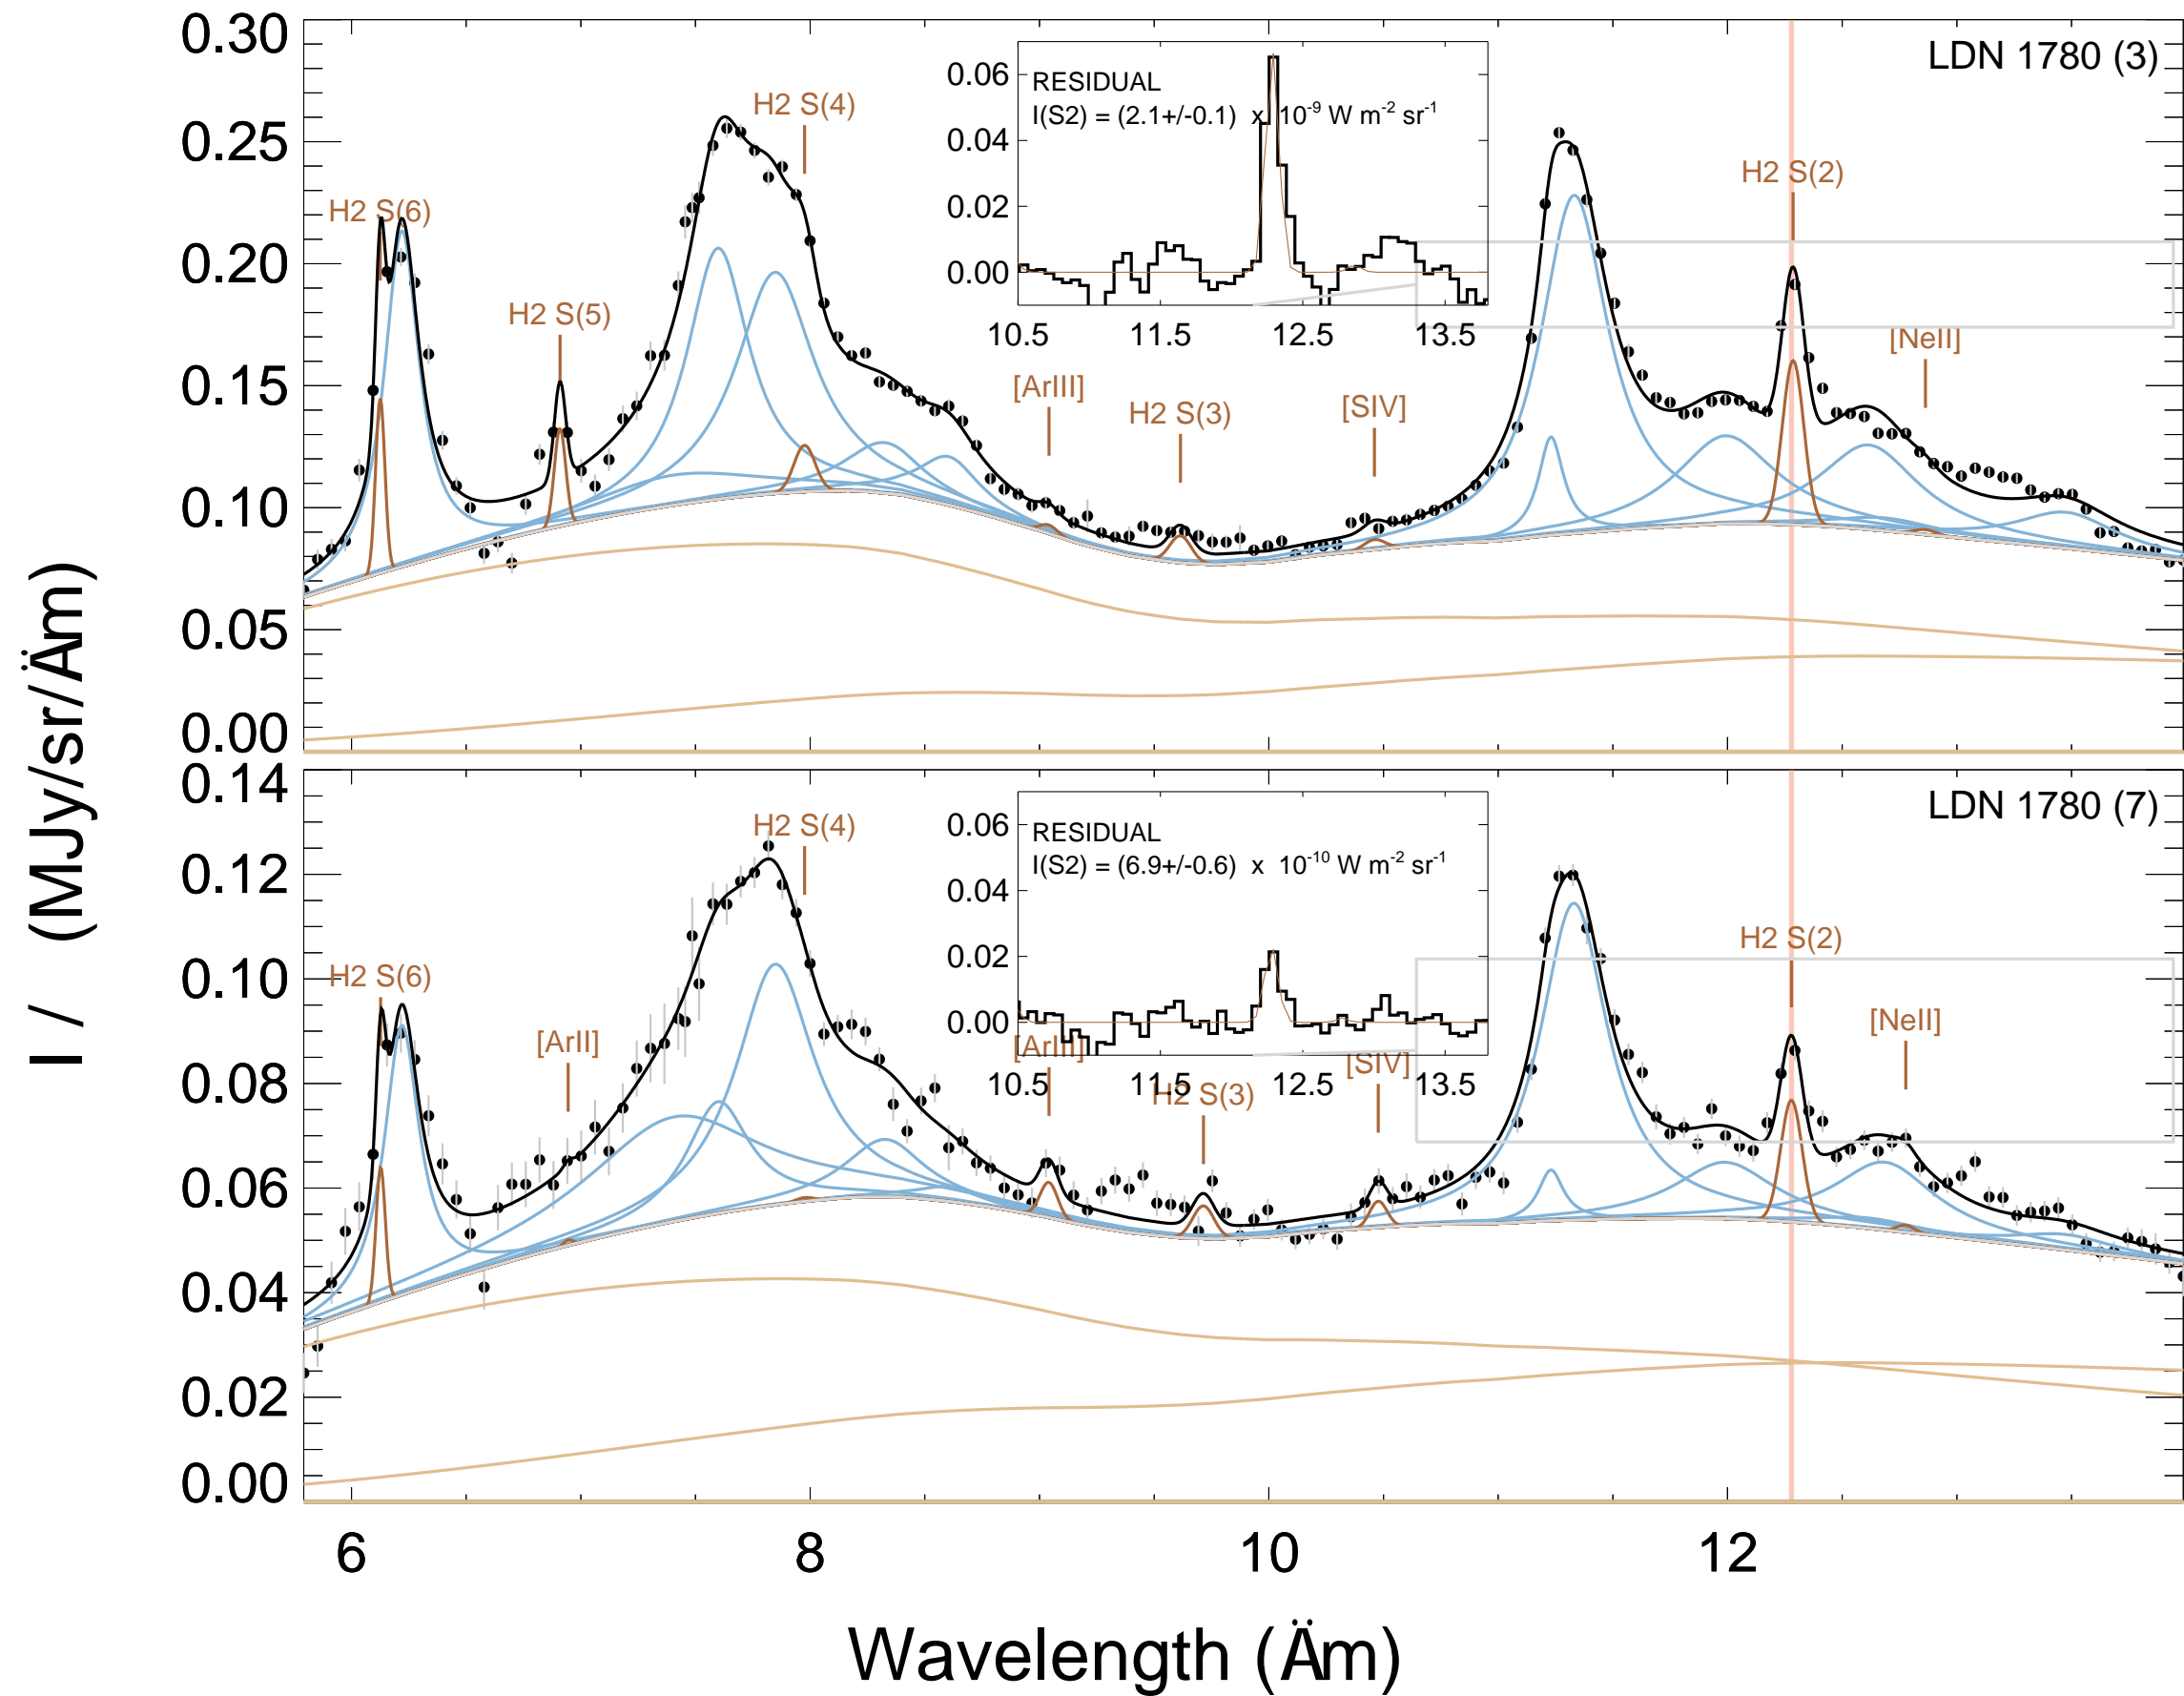 I / (MJy/sr/Äm)
0.30
0.25
0.20
0.15
0.10
0.05
0.00
LDN 1780 (3)
H2 S(6)
H2 S(5)
H2 S(4)
[ArIII]
H2 S(3)
[SIV]
H2 S(2)
[NeII]
0.06
0.04
0.02
0.00
RESIDUAL
I(S2) = (2.1+/-0.1) x 10-9 W m-2 sr-1
10.5 11.5 12.5 13.5
0.14
0.12
0.10
0.08
0.06
0.04
0.02
0.00
LDN 1780 (7)
H2 S(6)
[ArII]
H2 S(4)
[ArIII]
H2 S(3)
[SIV]
H2 S(2)
[NeII]
0.06
0.04
0.02
0.00
RESIDUAL
I(S2) = (6.9+/-0.6) x 10-10 W m-2 sr-1
10.5 11.5 12.5 13.5
6 8 10 12
Wavelength (Äm)